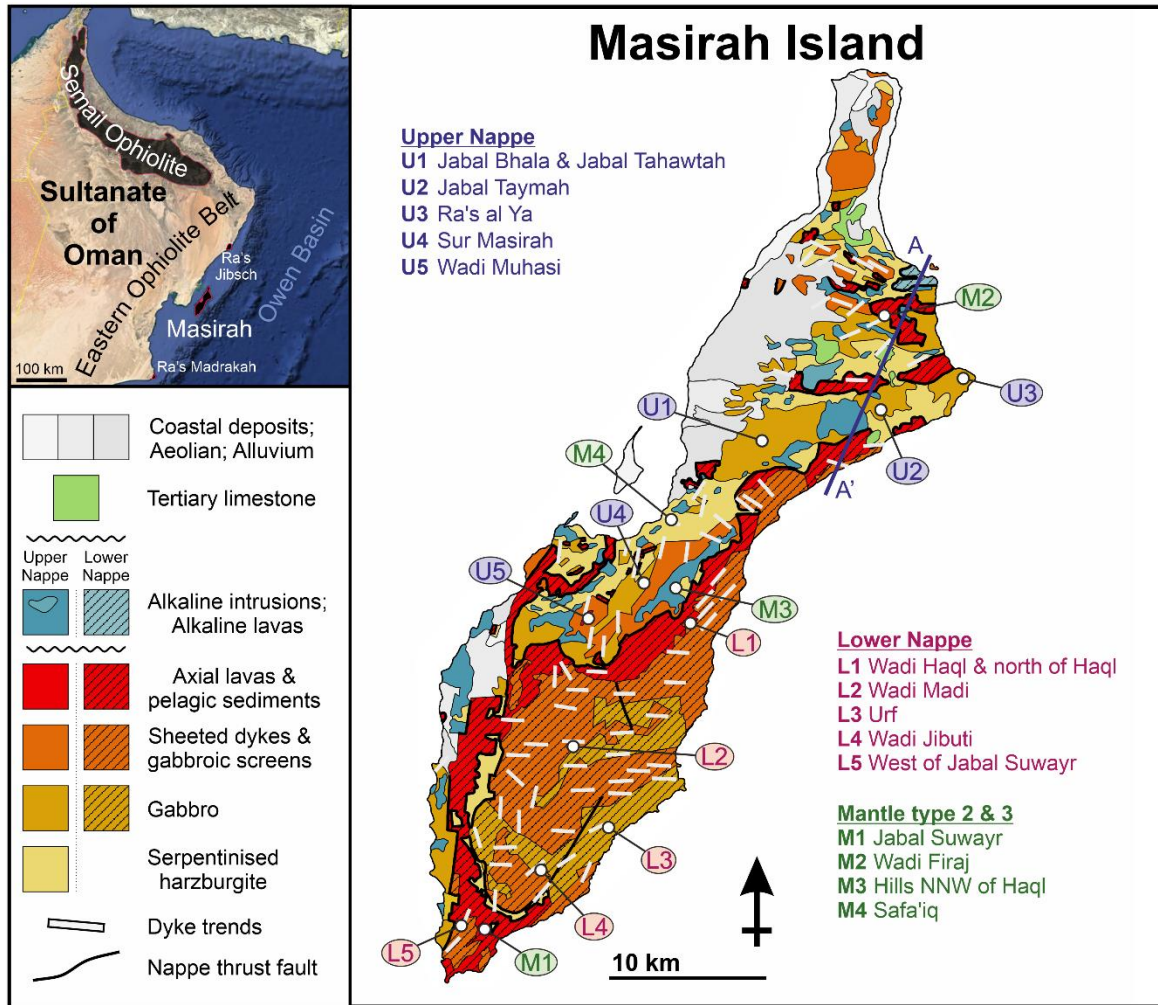 Semail Ophiolite
Sultanate
of
Oman
Eastern Ophiolite Belt
Ra's
Jibsch
Owen Basin
Masirah
Ra's Madrakah
100 km
Coastal deposits;
Aeolian; Alluvium
Tertiary limestone
Upper Nappe
Lower Nappe
Alkaline intrusions;
Alkaline lavas
Axial lavas &
pelagic sediments
Sheeted dykes &
gabbroic screens
Gabbro
Serpentinised
harzburgite
Dyke trends
Nappe thrust fault
Masirah Island
Upper Nappe
U1 Jabal Bhala & Jabal Tahawtah
U2 Jabal Taymah
U3 Ra's al Ya
U4 Sur Masirah
U5 Wadi Muhasi
A
M2
U3
U1
U2
M4
A'
U4
U5
M3
L1
L2
L3
L4
L5
M1
Lower Nappe
L1 Wadi Haql & north of Haql
L2 Wadi Madi
L3 Urf
L4 Wadi Jibuti
L5 West of Jabal Suwayr
Mantle type 2 & 3
M1 Jabal Suwayr
M2 Wadi Firaj
M3 Hills NNW of Haql
M4 Safa'iq
10 km